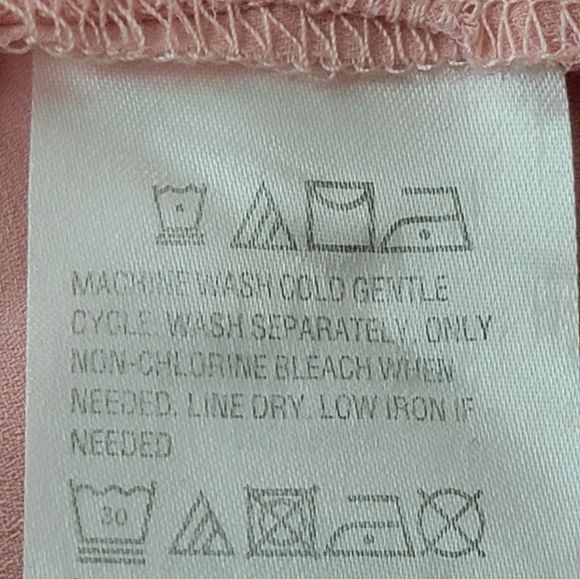 MACHINE WASH COLD GENTLE
CYCLE. WASH SEPARATELY. ONLY
NON-CHLORINE BLEACH WHEN
NEEDED. LINE DRY. LOW IRON IF
NEEDED
30